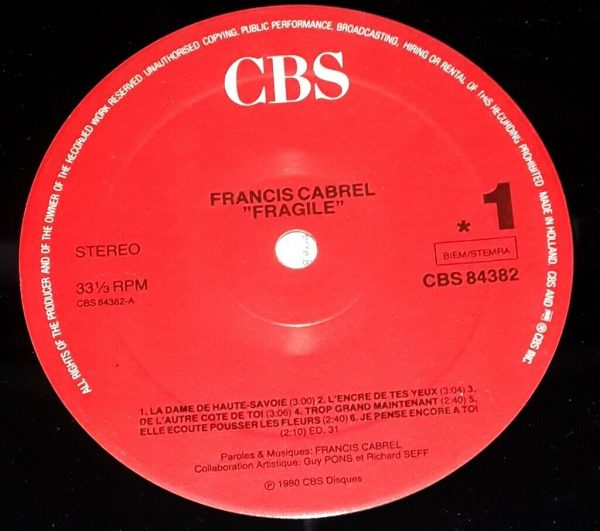 ALL RIGHTS OF THE PRODUCER AND OF THE OWNER OF THE RECORDED WORK RESERVED. UNAUTHORISED COPYING, PUBLIC PERFORMANCE, BROADCASTING, HIRING OR RENTAL OF THIS RECORDING PROHIBITED MADE IN HOLLAND CBS AND ® © CBS INC.
CBS
FRANCIS CABREL
"FRAGILE"
* 1
STEREO
BIEM/STEMRA
33⅓ RPM
CBS 84382
CBS 84382-A
1. LA DAME DE HAUTE-SAVOIE (3:00) 2. L'ENCRE DE TES YEUX (3:04) 3.
DE L'AUTRE COTE DE TOI (3:06) 4. TROP GRAND MAINTENANT (2:40) 5.
ELLE ECOUTE POUSSER LES FLEURS (2:40) 6. JE PENSE ENCORE A TOI
(2:10) ED. 31
Paroles & Musiques: FRANCIS CABREL
Collaboration Artistique: Guy PONS et Richard SEFF
℗ 1980 CBS Disques